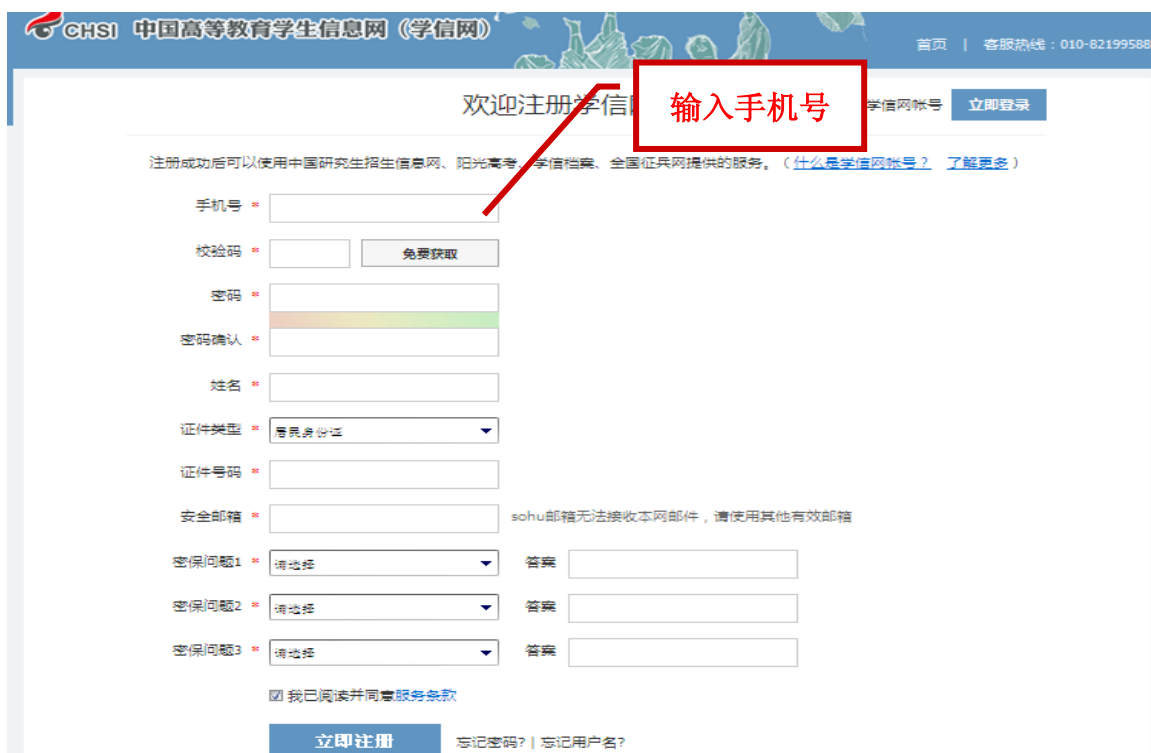 CHSI 中国高等教育学生信息网（学信网）
首页 | 客服热线：010-82199588
欢迎注册学信
输入手机号
学信网帐号 立即登录
注册成功后可以使用中国研究生招生信息网、阳光高考、学信档案、全国征兵网提供的服务。（什么是学信网帐号？ 了解更多）
手机号 *
校验码 * 免费获取
密码 *
密码确认 *
姓名 *
证件类型 * 居民身份证
证件号码 *
安全邮箱 * sohu邮箱无法接收本网邮件，请使用其他有效邮箱
密保问题1 * 请选择 答案
密保问题2 * 请选择 答案
密保问题3 * 请选择 答案
我已阅读并同意服务条款
立即注册 忘记密码? | 忘记用户名?